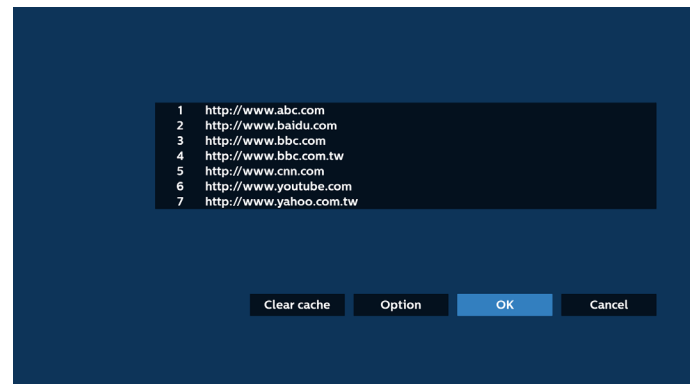 1 http://www.abc.com
2 http://www.baidu.com
3 http://www.bbc.com
4 http://www.bbc.com.tw
5 http://www.cnn.com
6 http://www.youtube.com
7 http://www.yahoo.com.tw
Clear cache Option OK Cancel